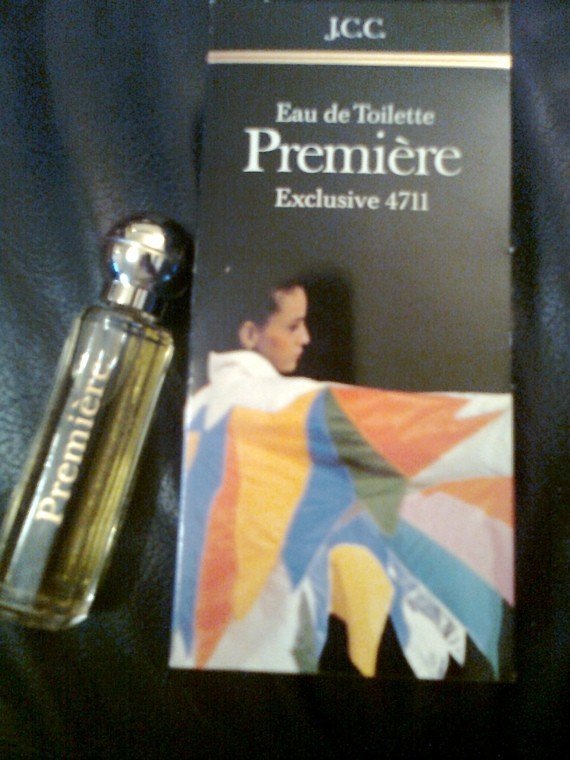 J.C.C.
Eau de Toilette
Première
Exclusive 4711
Première